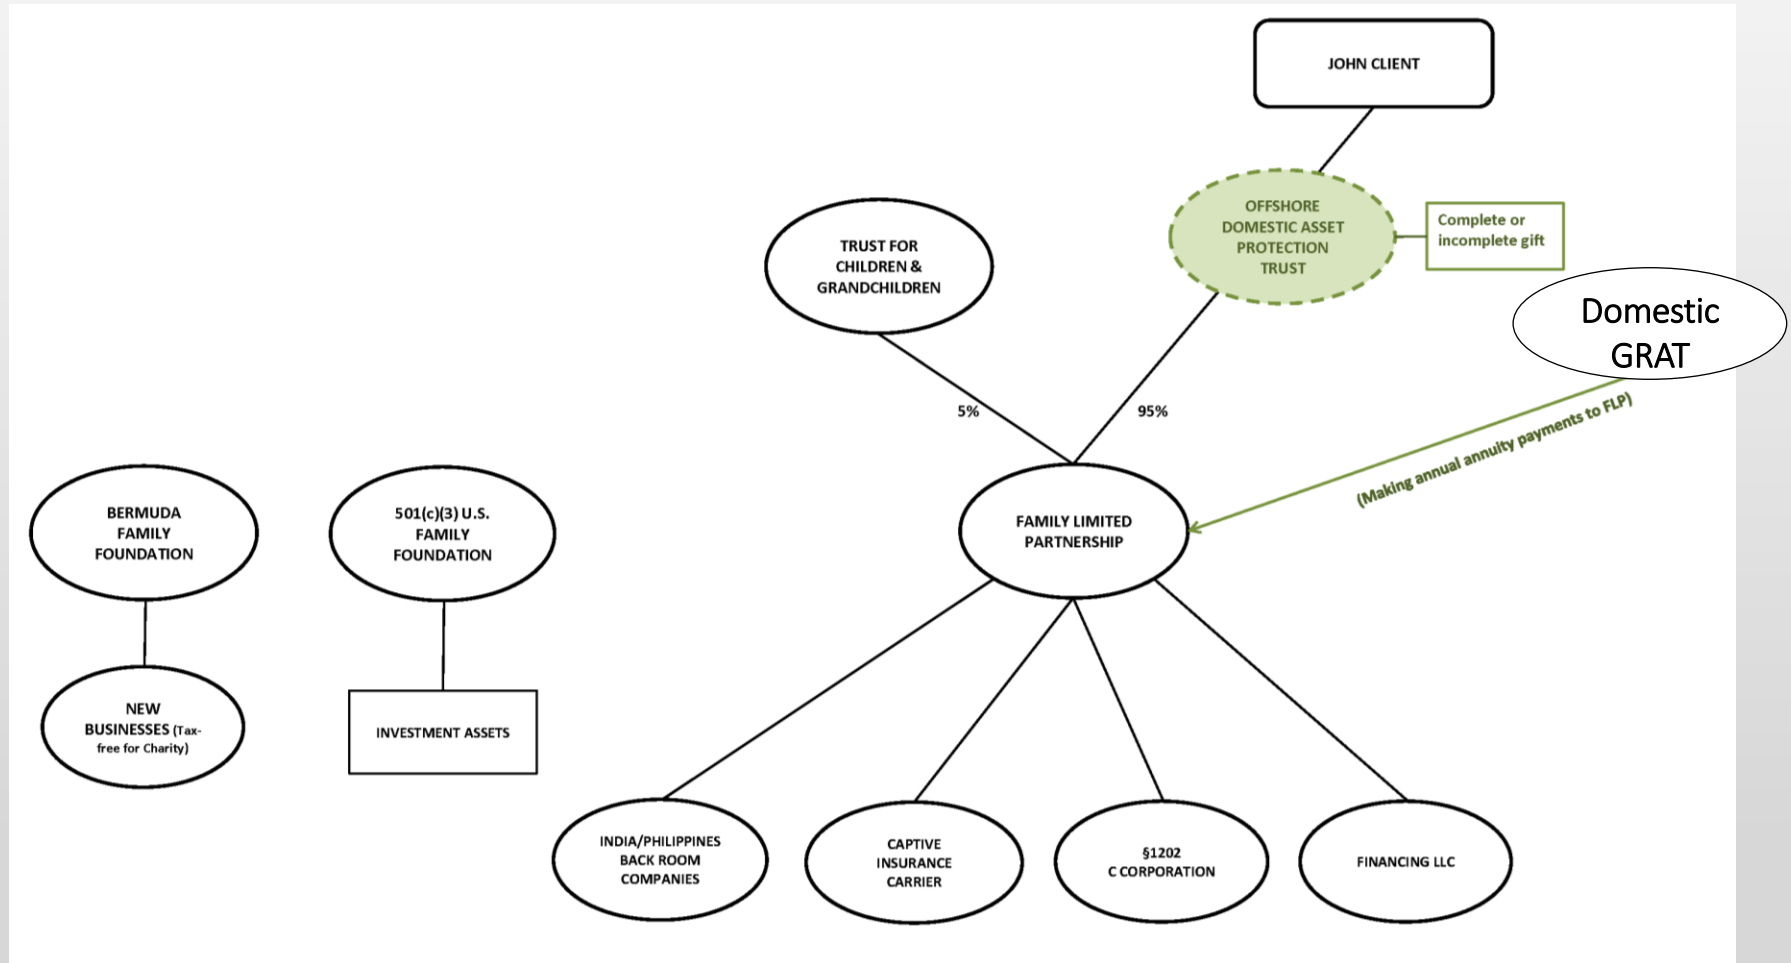 JOHN CLIENT
OFFSHORE
DOMESTIC ASSET
PROTECTION
TRUST
Complete or
incomplete gift
TRUST FOR
CHILDREN &
GRANDCHILDREN
Domestic
GRAT
5%
95%
(Making annual annuity payments to FLP)
BERMUDA
FAMILY
FOUNDATION
501(c)(3) U.S.
FAMILY
FOUNDATION
FAMILY LIMITED
PARTNERSHIP
NEW
BUSINESSES (Tax-
free for Charity)
INVESTMENT ASSETS
INDIA/PHILIPPINES
BACK ROOM
COMPANIES
CAPTIVE
INSURANCE
CARRIER
§1202
C CORPORATION
FINANCING LLC